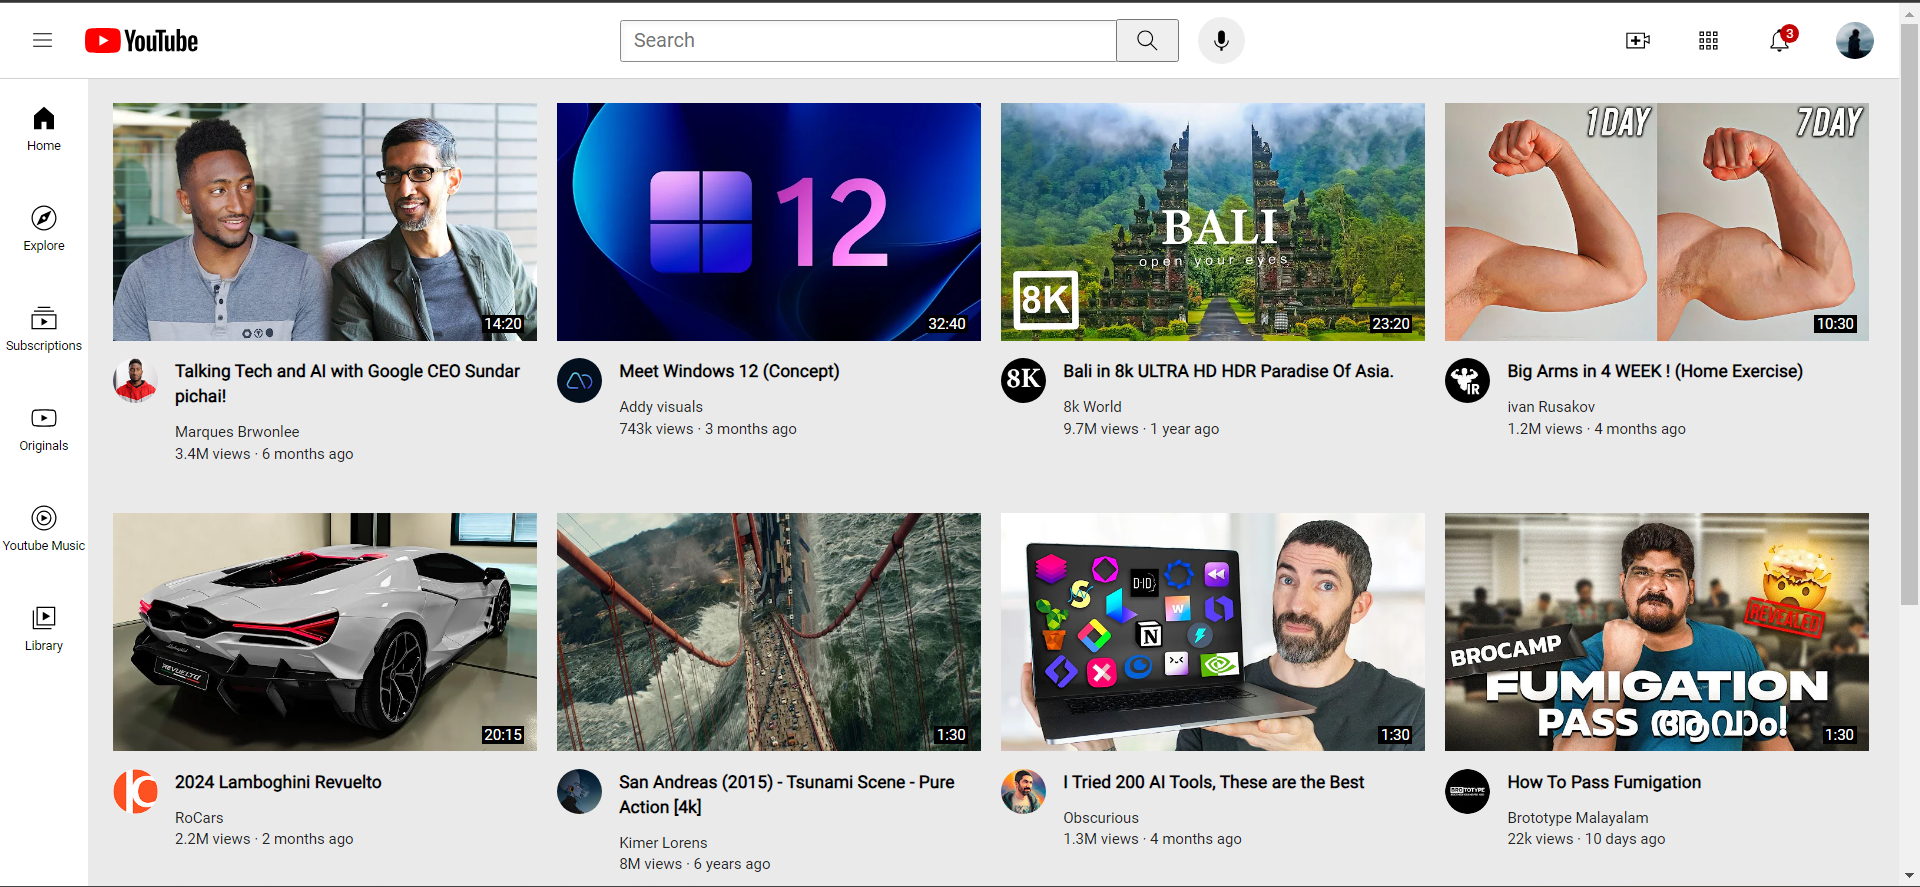 YouTube
Search
3
Home
Explore
Subscriptions
Originals
Youtube Music
Library
14:20
Talking Tech and AI with Google CEO Sundar
pichai!
Marques Brwonlee
3.4M views · 6 months ago
12
32:40
Meet Windows 12 (Concept)
Addy visuals
743k views · 3 months ago
BALI
open your eyes
8K
23:20
8K
Bali in 8k ULTRA HD HDR Paradise Of Asia.
8k World
9.7M views · 1 year ago
1 DAY
7 DAY
10:30
IR
Big Arms in 4 WEEK ! (Home Exercise)
ivan Rusakov
1.2M views · 4 months ago
REVUELTO
20:15
2024 Lamboghini Revuelto
RoCars
2.2M views · 2 months ago
1:30
San Andreas (2015) - Tsunami Scene - Pure
Action [4k]
Kimer Lorens
8M views · 6 years ago
D-ID
W
N
1:30
I Tried 200 AI Tools, These are the Best
Obscurious
1.3M views · 4 months ago
REVEALED
BROCAMP
FUMIGATION
PASS ആവാം!
1:30
BROTOTYPE
How To Pass Fumigation
Brototype Malayalam
22k views · 10 days ago